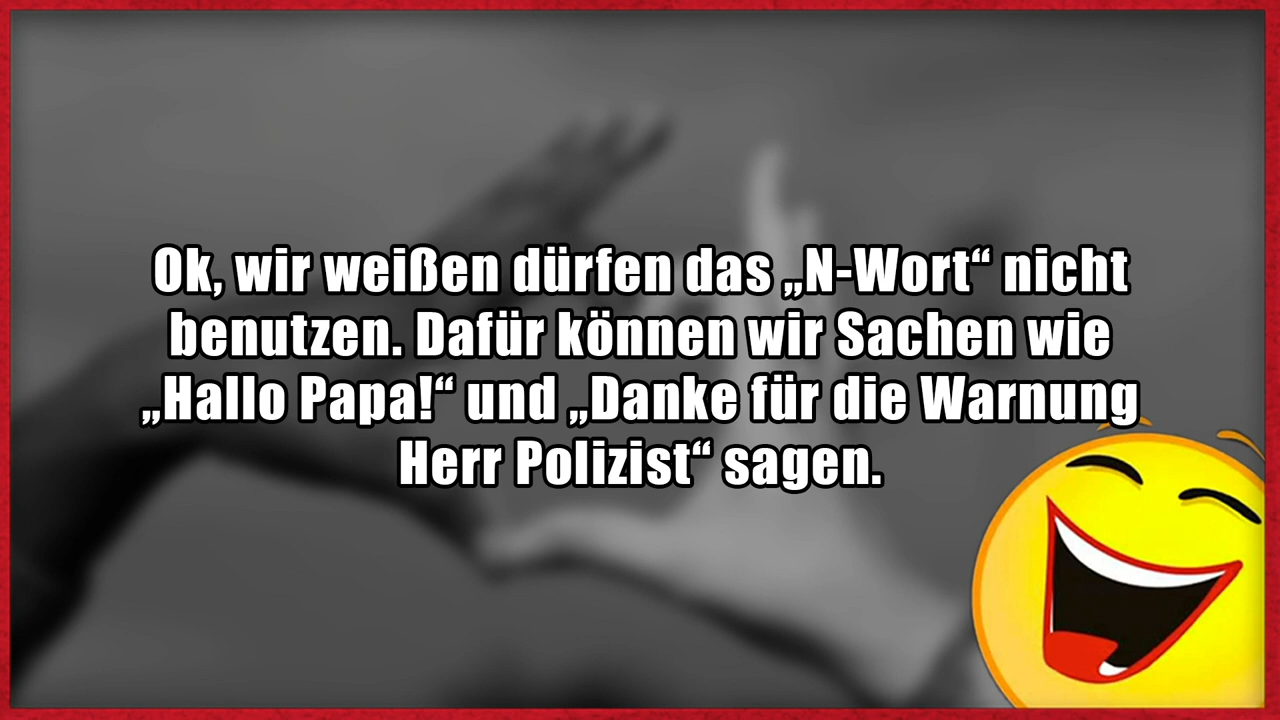 Ok, wir weißen dürfen das „N-Wort“ nicht
benutzen. Dafür können wir Sachen wie
„Hallo Papa!“ und „Danke für die Warnung
Herr Polizist“ sagen.